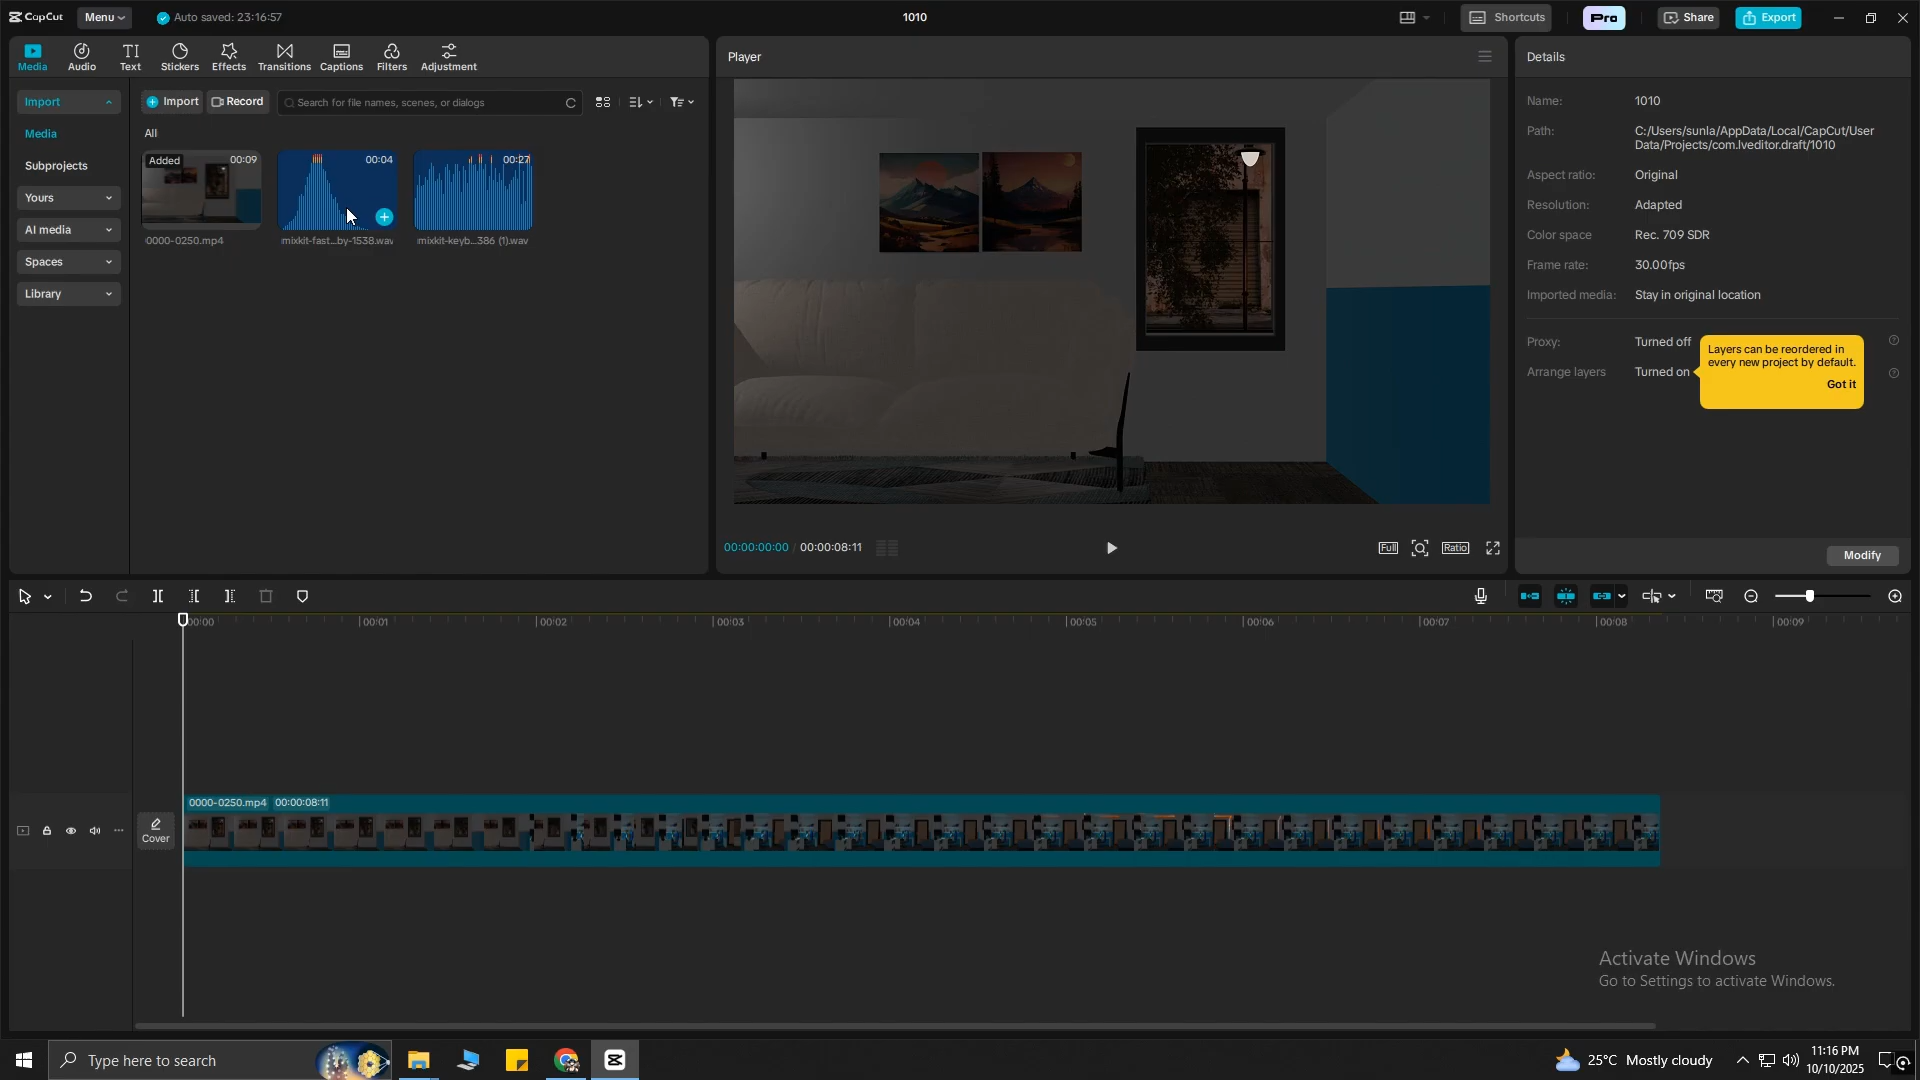 CapCut
Menu
Auto saved: 23:16:57
1010
Shortcuts
Pro
Share
Export
Media
Audio
Text
Stickers
Effects
Transitions
Captions
Filters
Adjustment
Player
Details
Import
Import
Record
Search for file names, scenes, or dialogs
Media
All
Subprojects
Yours
AI media
Spaces
Library
Added
00:09
00:04
00:27
0000-0250.mp4
mixkit-fast...by-1538.wav
mixkit-keyb...386 (1).wav
Name:
1010
Path:
C:/Users/sunla/AppData/Local/CapCut/User
Data/Projects/com.lveditor.draft/1010
Aspect ratio:
Original
Resolution:
Adapted
Color space
Rec. 709 SDR
Frame rate:
30.00fps
Imported media:
Stay in original location
Proxy:
Turned off
Arrange layers
Turned on
Layers can be reordered in
every new project by default.
Got it
Modify
00:00:00:00 / 00:00:08:11
Full
Ratio
00:00
00:01
00:02
00:03
00:04
00:05
00:06
00:07
00:08
00:09
Cover
0000-0250.mp4 00:00:08:11
Activate Windows
Go to Settings to activate Windows.
Type here to search
25°C Mostly cloudy
11:16 PM
10/10/2025